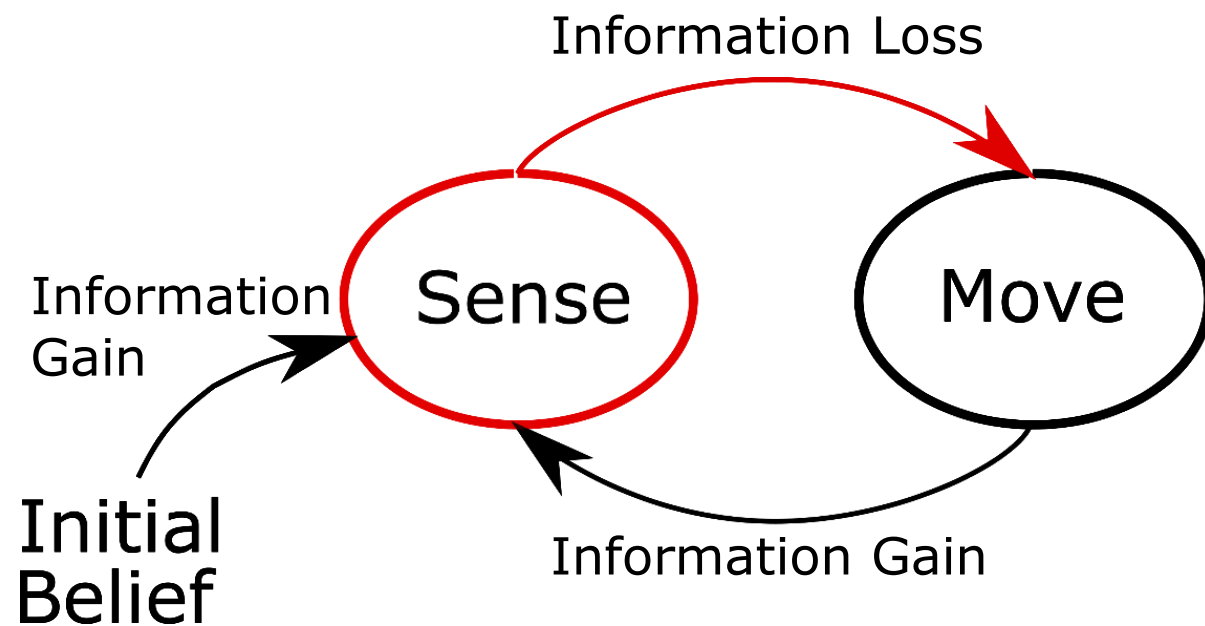 Information Loss
Sense
Move
Information
Gain
Initial
Belief
Information Gain